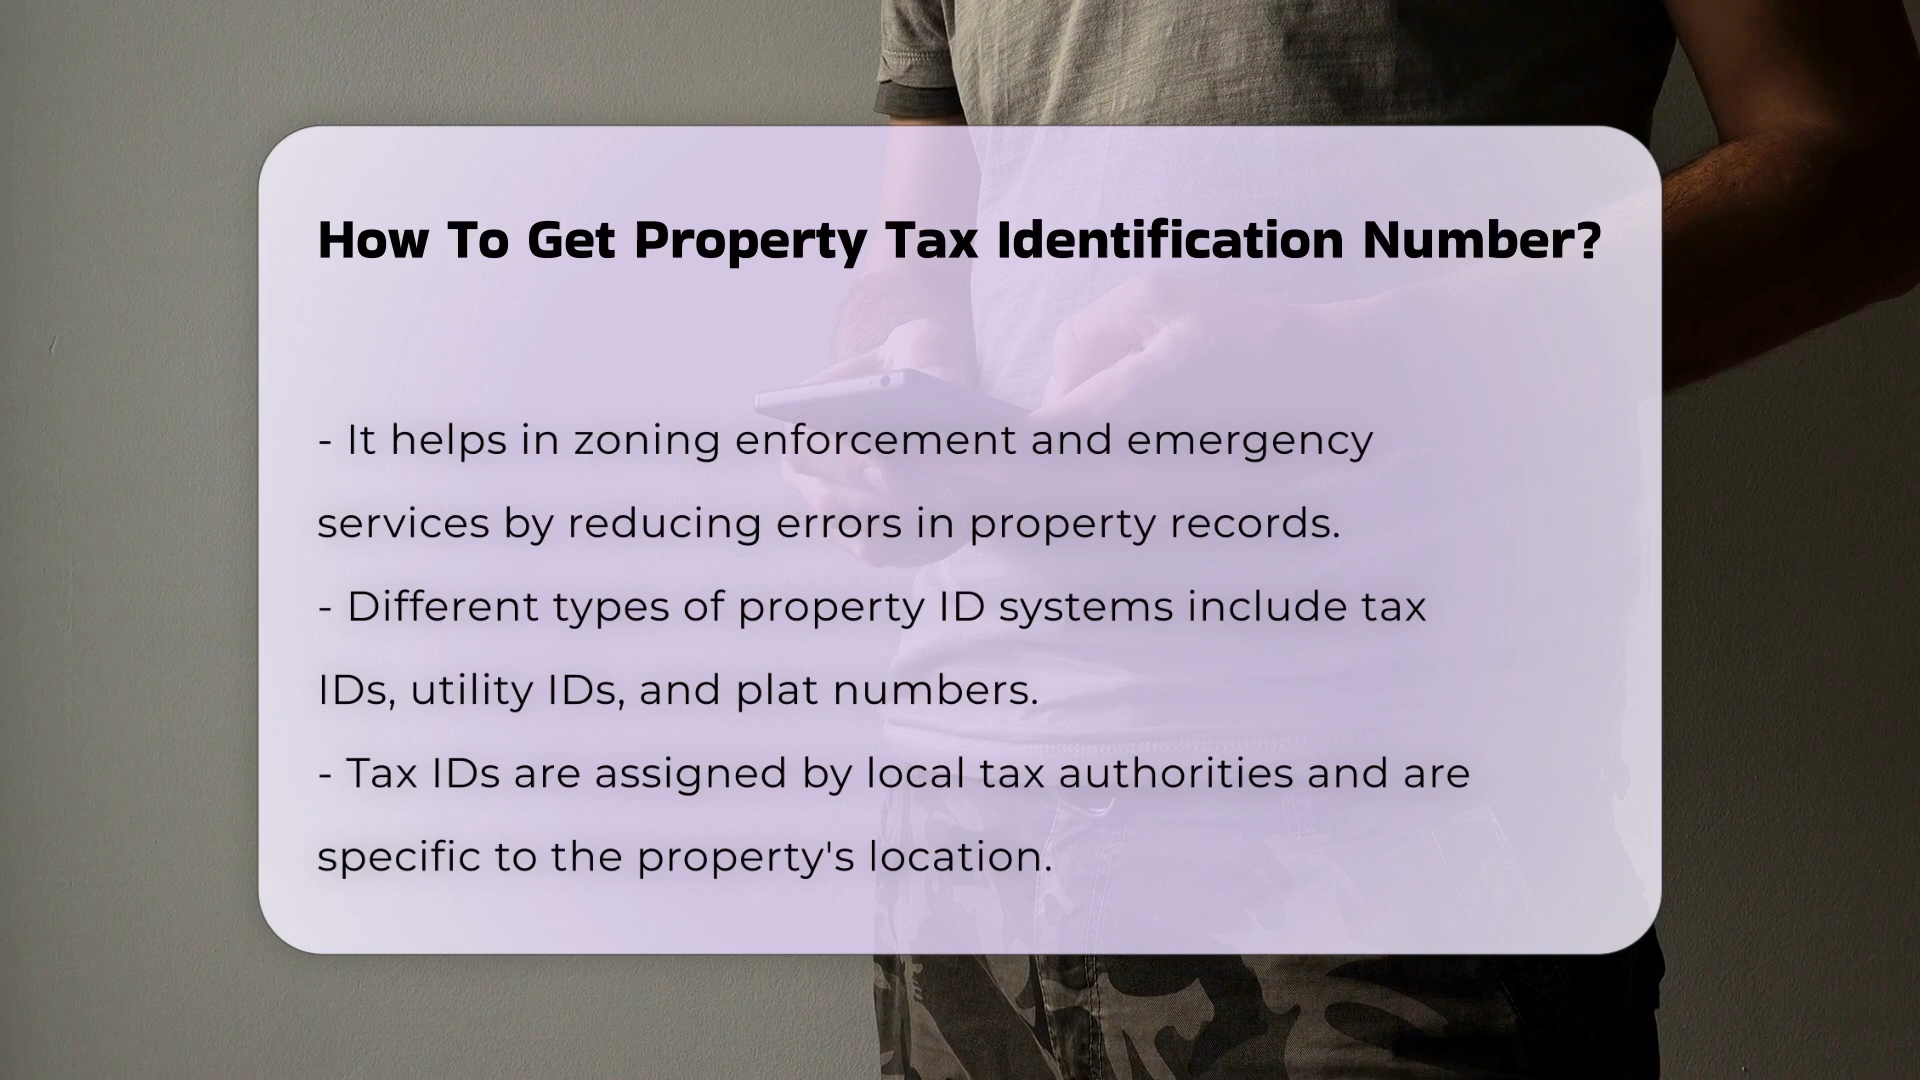 How To Get Property Tax Identification Number?
- It helps in zoning enforcement and emergency
services by reducing errors in property records.
- Different types of property ID systems include tax
IDs, utility IDs, and plat numbers.
- Tax IDs are assigned by local tax authorities and are
specific to the property's location.